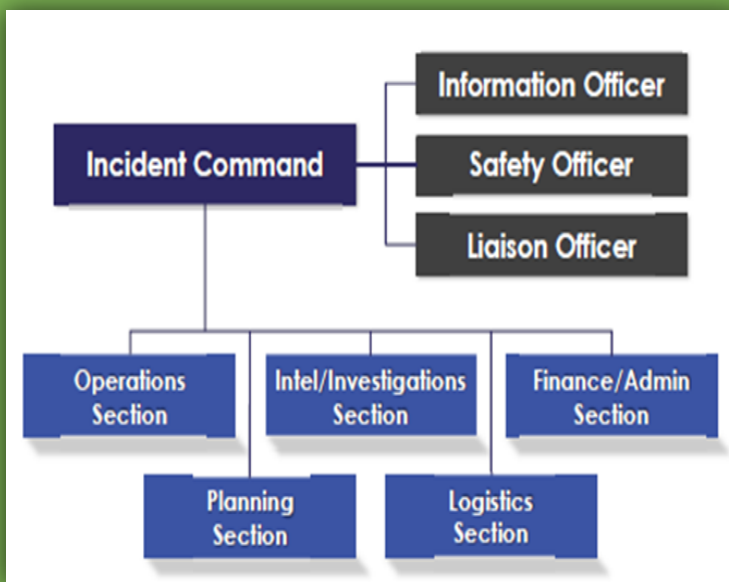 Information Officer
Incident Command
Safety Officer
Liaison Officer
Operations
Section
Intel/Investigations
Section
Finance/Admin
Section
Planning
Section
Logistics
Section